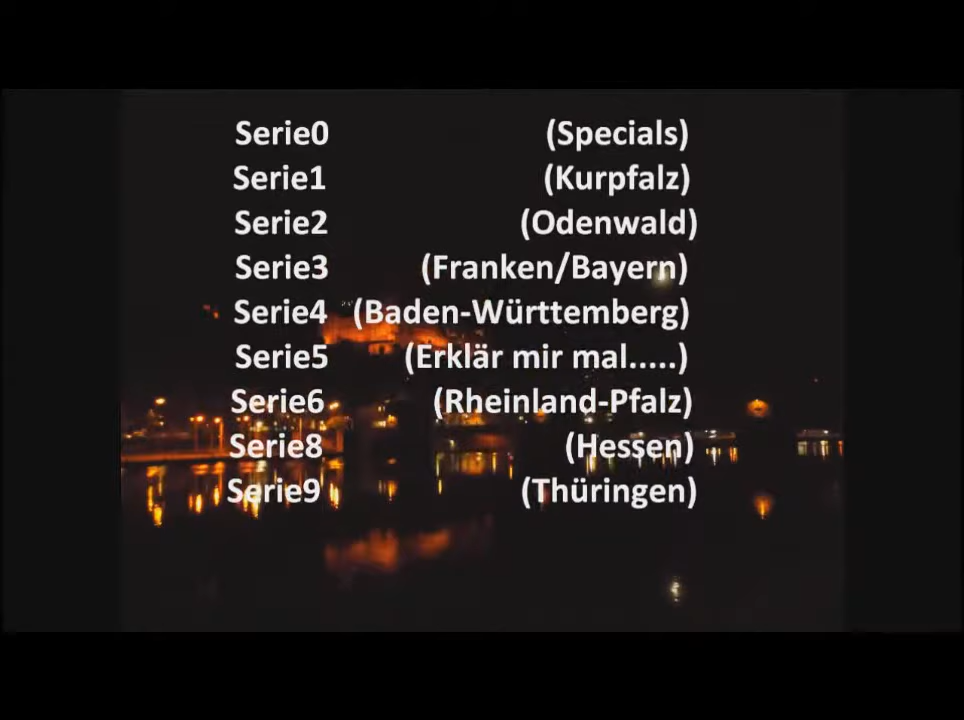 Serie0 (Specials)
Serie1 (Kurpfalz)
Serie2 (Odenwald)
Serie3 (Franken/Bayern)
Serie4 (Baden-Württemberg)
Serie5 (Erklär mir mal.....)
Serie6 (Rheinland-Pfalz)
Serie8 (Hessen)
Serie9 (Thüringen)